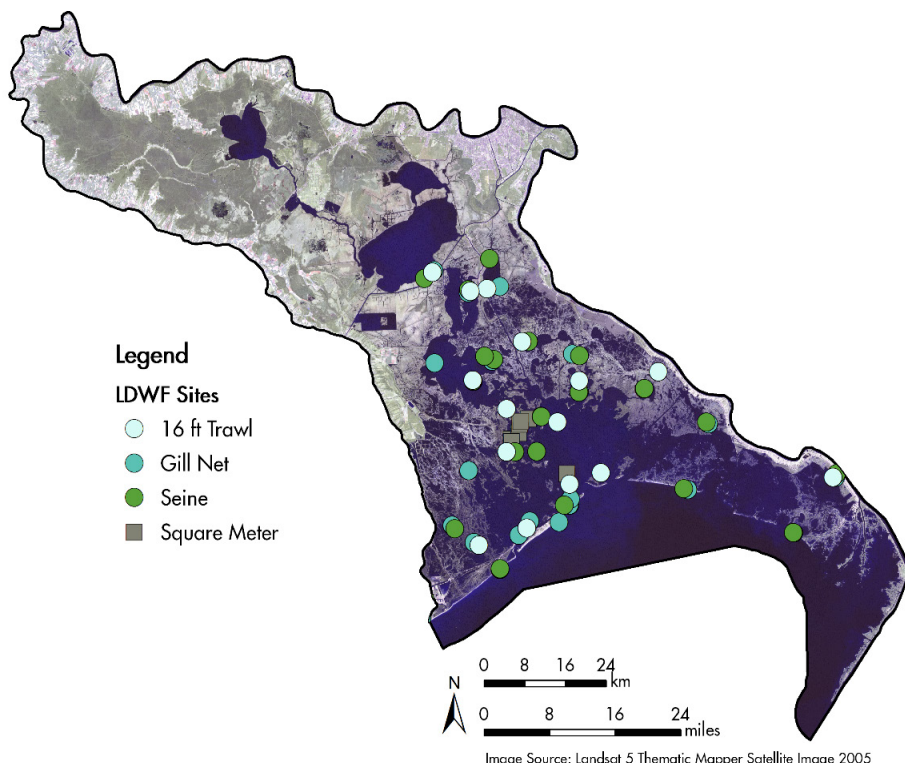 Legend
LDWF Sites
16 ft Trawl
Gill Net
Seine
Square Meter
N
0 8 16 24
km
0 8 16 24
miles
Image Source: Landsat 5 Thematic Mapper Satellite Image 2005